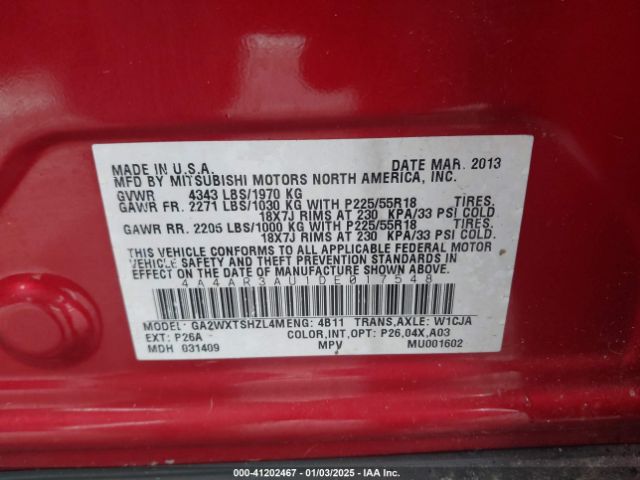 MADE IN U.S.A. DATE MAR. 2013
MFD BY MITSUBISHI MOTORS NORTH AMERICA, INC.
GVWR 4343 LBS/1970 KG
GAWR FR. 2271 LBS/1030 KG WITH P225/55R18 TIRES.
18X7J RIMS AT 230 KPA/33 PSI COLD
GAWR RR. 2205 LBS/1000 KG WITH P225/55R18 TIRES.
18X7J RIMS AT 230 KPA/33 PSI COLD.
THIS VEHICLE CONFORMS TO ALL APPLICABLE FEDERAL MOTOR
VEHICLE SAFETY AND THEFT PREVENTION STANDARDS IN
EFFECT ON THE DATE OF MANUFACTURE SHOWN ABOVE.
4A4AR3AU1DE017548
MODEL: GA2WXTSHZL4M ENG: 4B11 TRANS,AXLE: W1CJA
EXT: P26A COLOR,INT,OPT: P26,04X,A03
MDH 031409 MPV MU001602
000-41202467 - 01/03/2025 - IAA Inc.